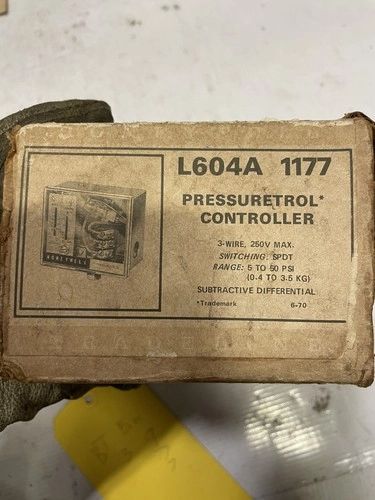 L604A 1177
PRESSURETROL*
CONTROLLER
3-WIRE, 250V MAX.
SWITCHING: SPDT
RANGE: 5 TO 50 PSI
(0.4 TO 3.5 KG)
SUBTRACTIVE DIFFERENTIAL
*Trademark 6-70
HONEYWELL